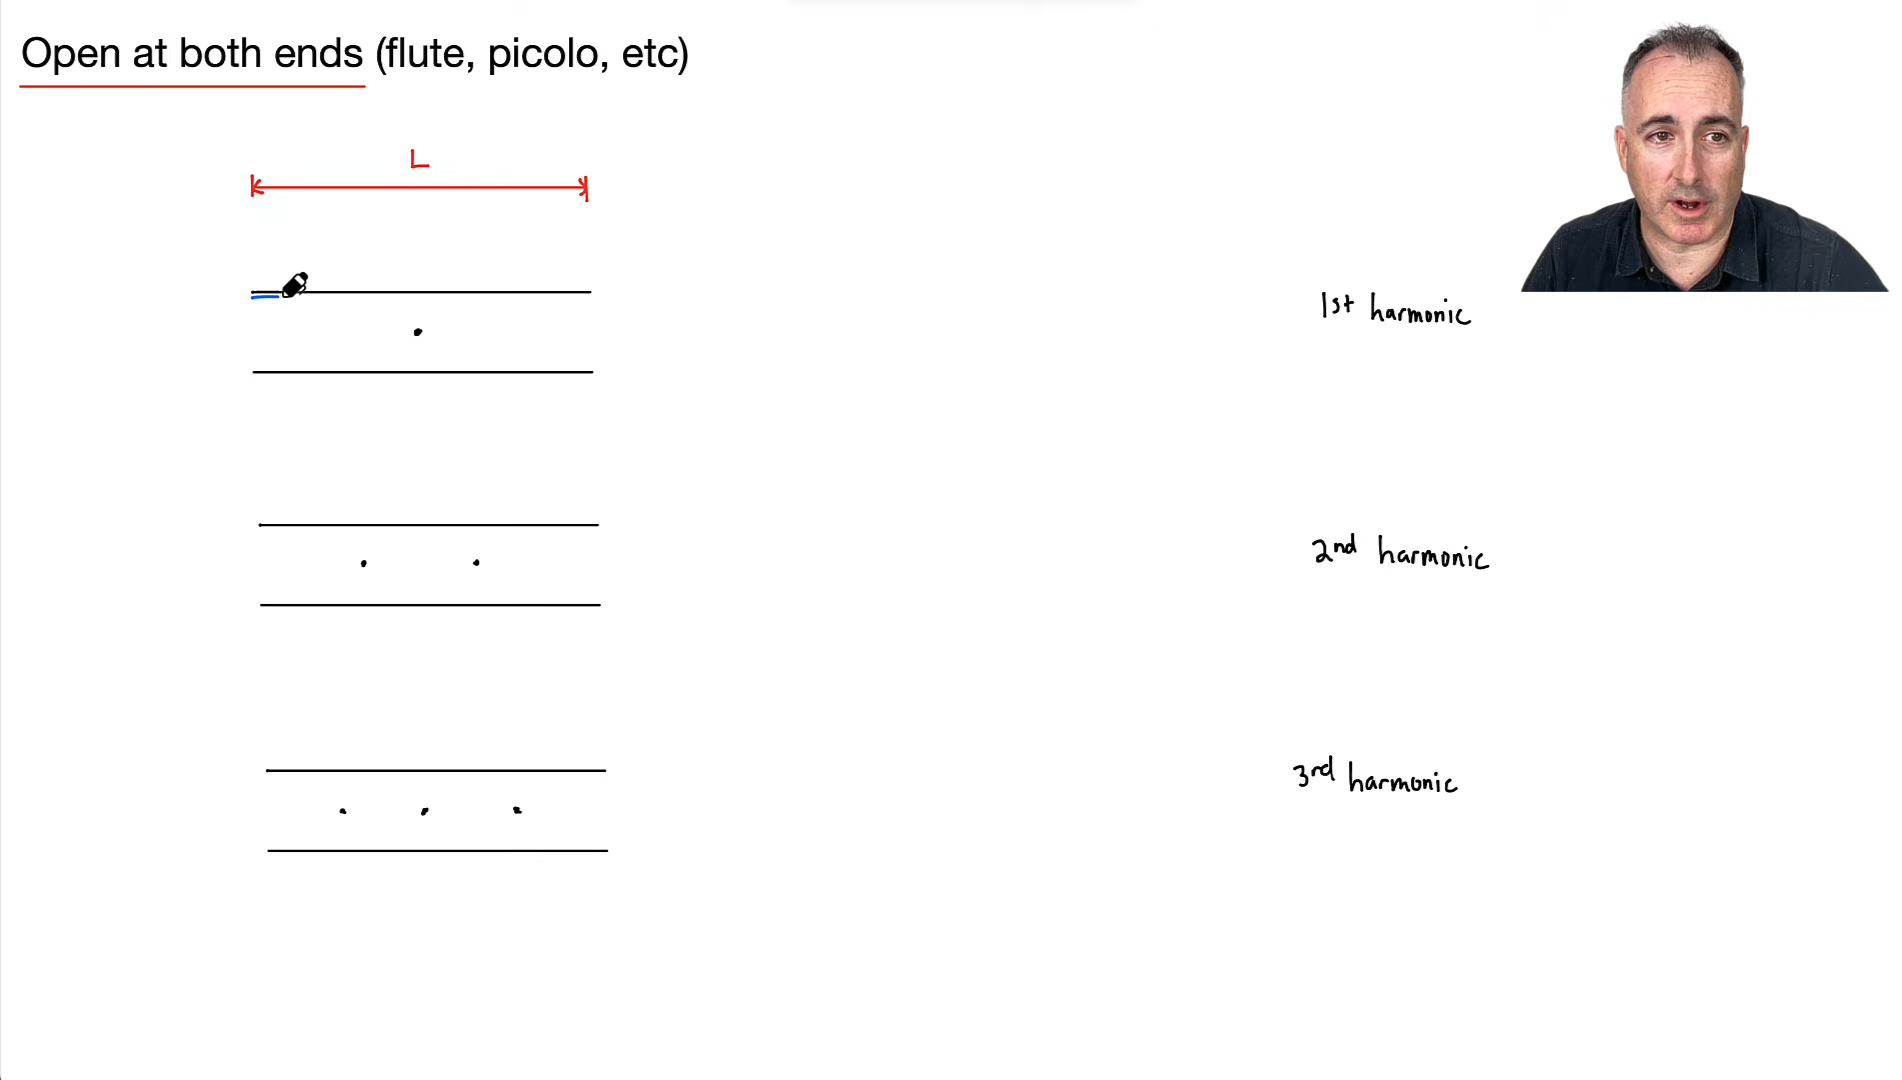 Open at both ends (flute, picolo, etc)
L
1st harmonic
2nd harmonic
3rd harmonic